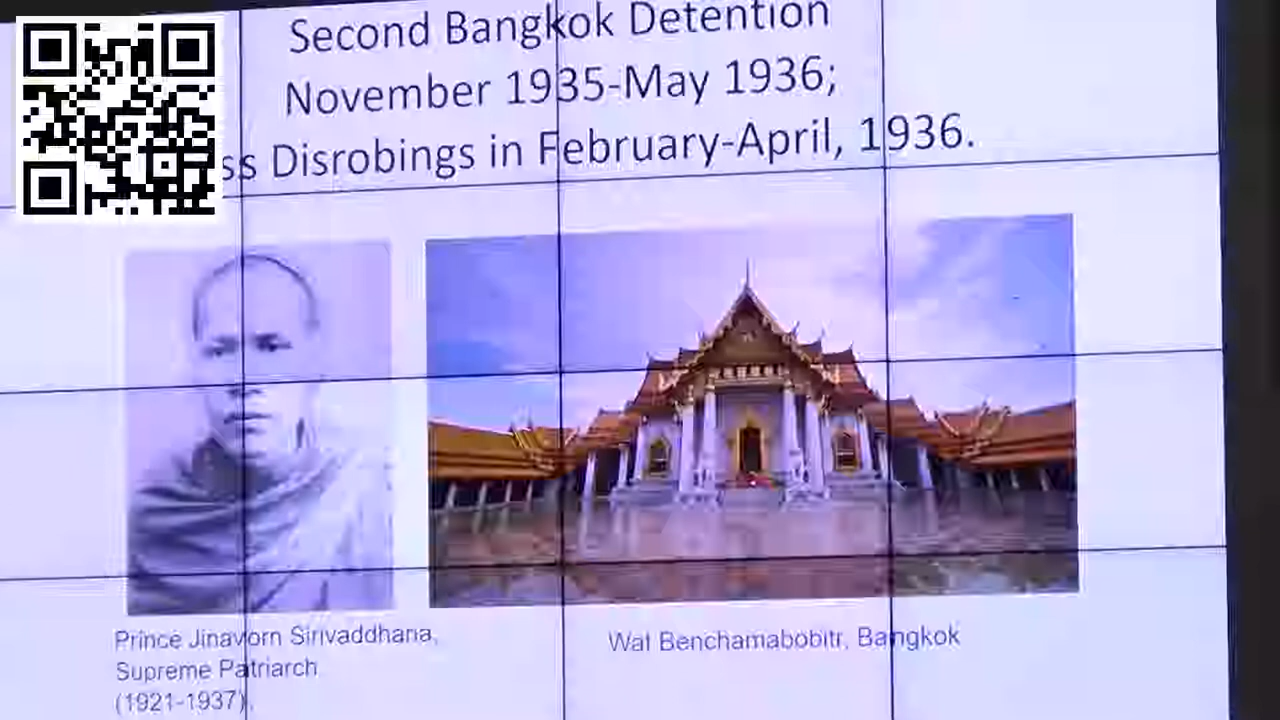 Second Bangkok Detention
November 1935-May 1936;
ss Disrobings in February-April, 1936.
Prince Jinavorn Sirivaddhana,
Supreme Patriarch
(1921-1937).
Wat Benchamabobitr, Bangkok